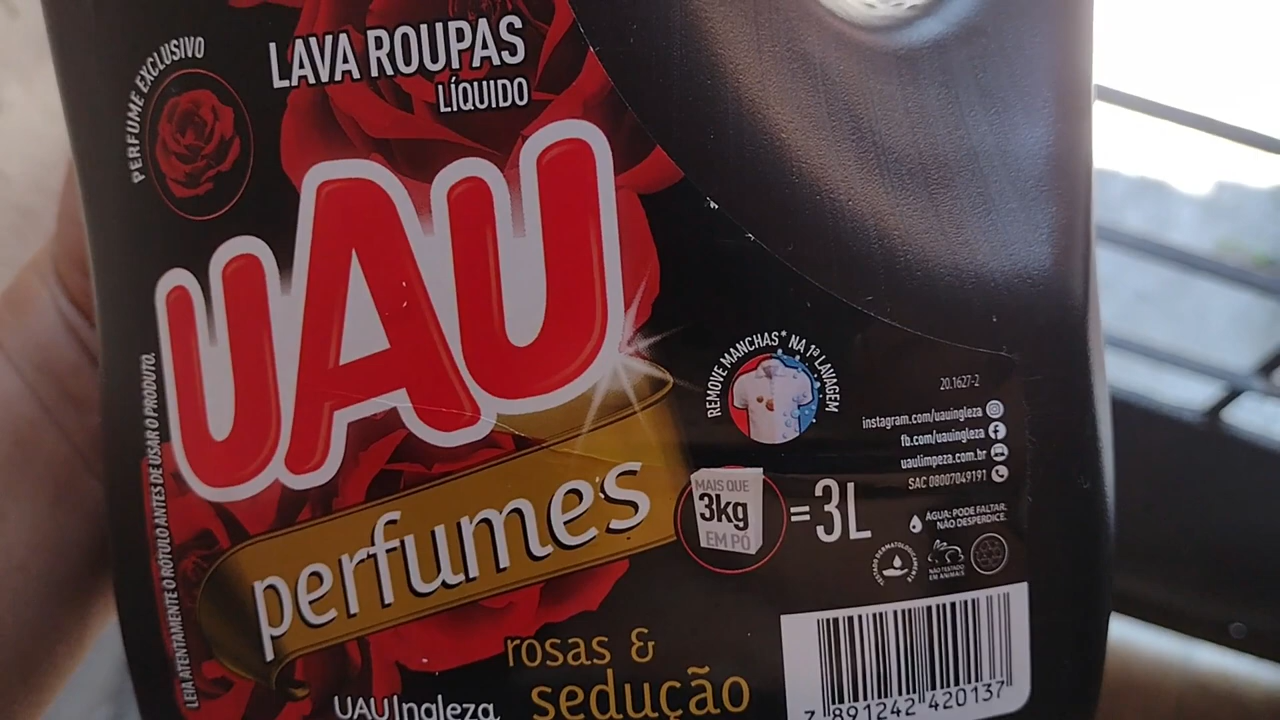 PERFUME EXCLUSIVO
LAVA ROUPAS
LÍQUIDO
UAU
perfumes
rosas &
sedução
UAUIngleza
LEIA ATENTAMENTE O RÓTULO ANTES DE USAR O PRODUTO.
REMOVE MANCHAS* NA 1ª LAVAGEM
MAIS QUE
3kg
EM PÓ
=3L
20.1627-2
instagram.com/uauingleza
fb.com/uauingleza
uaulimpeza.com.br
SAC 08007049191
ÁGUA: PODE FALTAR.
NÃO DESPERDICE.
TESTADO DERMATOLOGICAMENTE
NÃO TESTADO
EM ANIMAIS
7 891242 420137